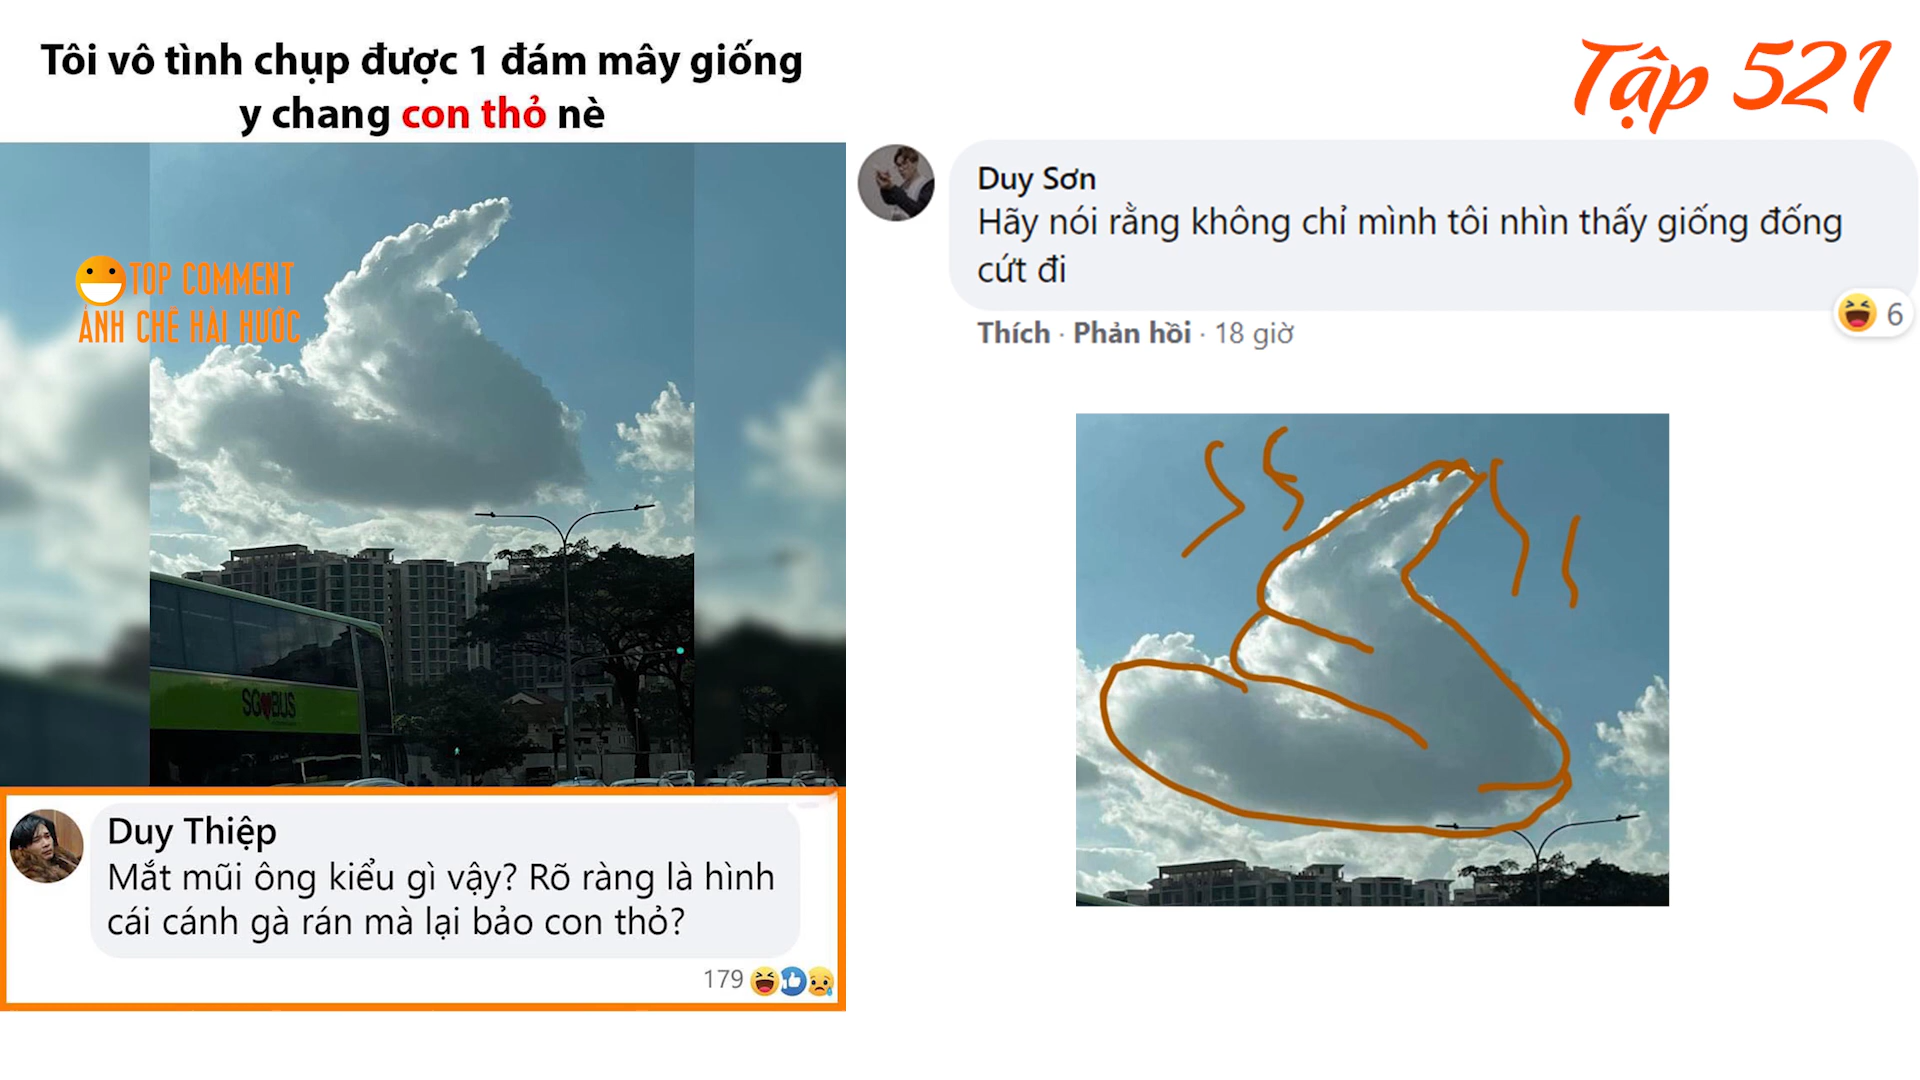 Tôi vô tình chụp được 1 đám mây giống
y chang con thỏ nè
TOP COMMENT
ẢNH CHẾ HÀI HƯỚC
SG BUS
Duy Thiệp
Mắt mũi ông kiểu gì vậy? Rõ ràng là hình
cái cánh gà rán mà lại bảo con thỏ?
179
Tập 521
Duy Sơn
Hãy nói rằng không chỉ mình tôi nhìn thấy giống đống
cứt đi
6
Thích · Phản hồi · 18 giờ